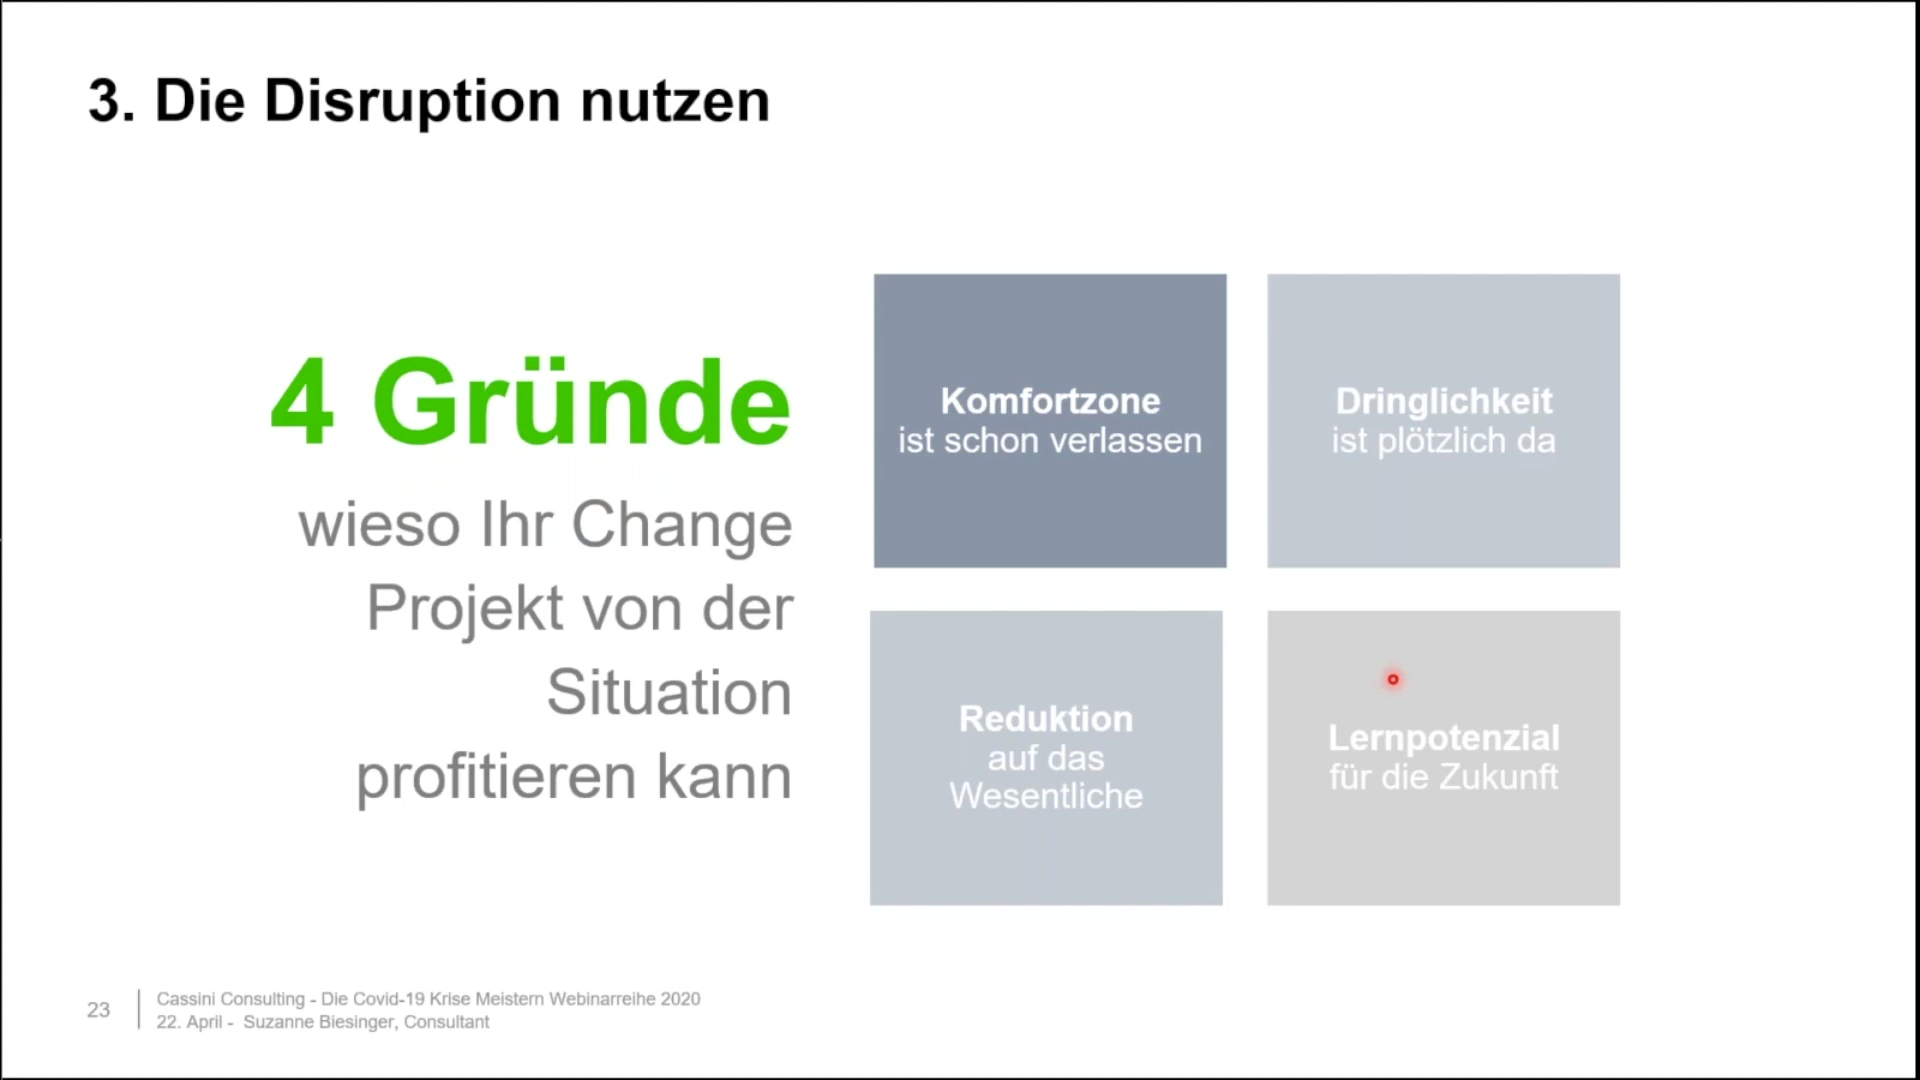 3. Die Disruption nutzen
4 Gründe
wieso Ihr Change
Projekt von der
Situation
profitieren kann
Komfortzone
ist schon verlassen
Dringlichkeit
ist plötzlich da
Reduktion
auf das
Wesentliche
Lernpotenzial
für die Zukunft
23
Cassini Consulting - Die Covid-19 Krise Meistern Webinarreihe 2020
22. April - Suzanne Biesinger, Consultant